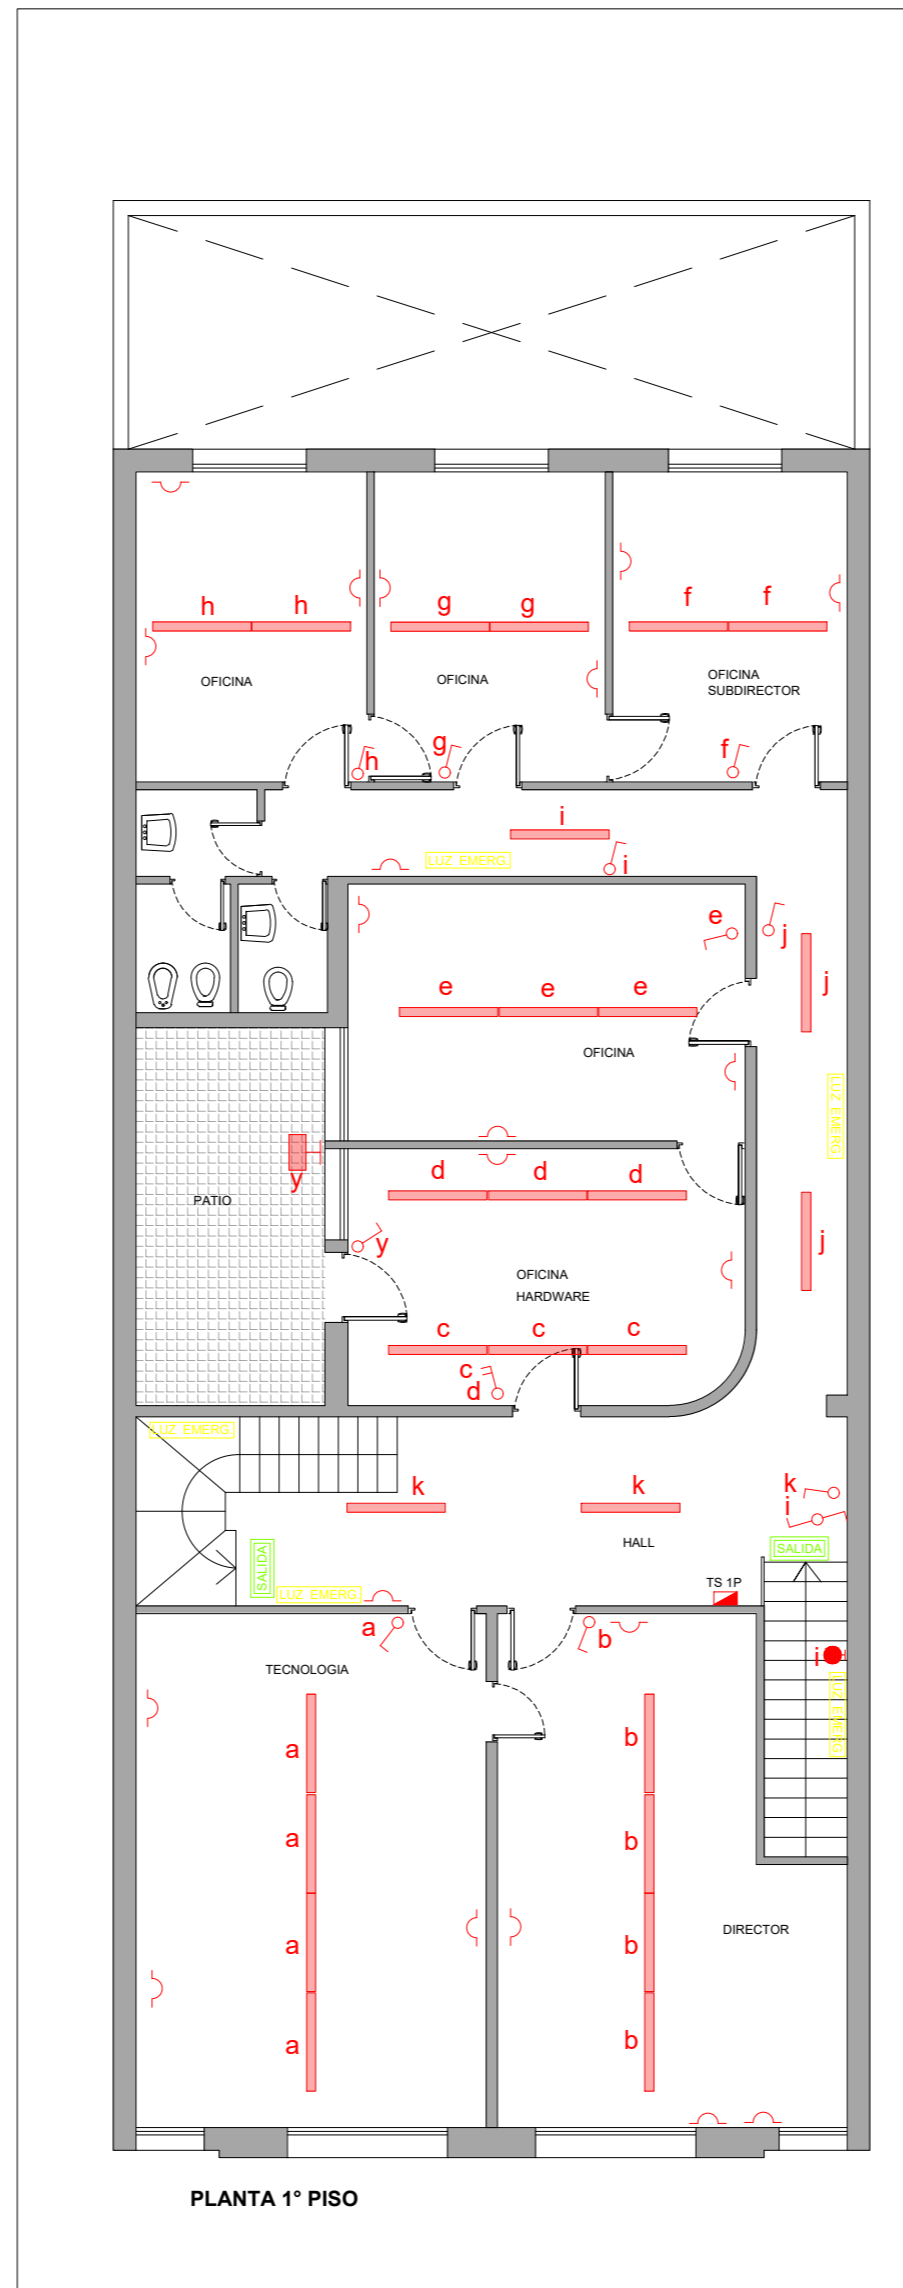 h h
g g
f f
OFICINA
OFICINA
OFICINA
SUBDIRECTOR
h
g
f
i
LUZ EMERG.
i
e
j
e e e
j
OFICINA
LUZ EMERG.
d d d
y
PATIO
j
y
OFICINA
HARDWARE
c c c
c
d
LUZ EMERG.
k k
k
i
HALL
SALIDA
SALIDA
LUZ EMERG.
TS 1P
a
b
i
TECNOLOGIA
LUZ EMERG.
a
b
a
b
DIRECTOR
a
b
a
b
PLANTA 1° PISO